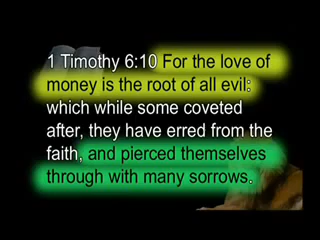 1 Timothy 6:10 For the love of
money is the root of all evil:
which while some coveted
after, they have erred from the
faith, and pierced themselves
through with many sorrows.